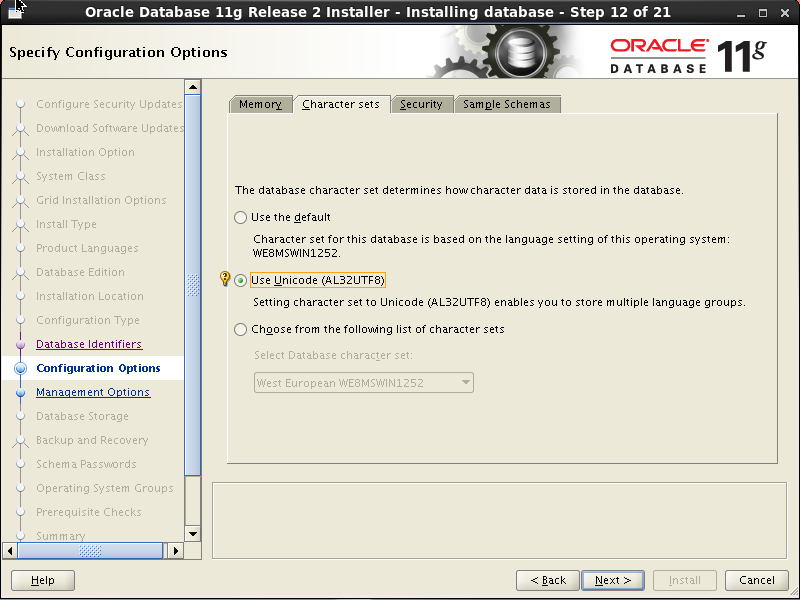 Oracle Database 11g Release 2 Installer - Installing database - Step 12 of 21
Specify Configuration Options
ORACLE
DATABASE
11g
Configure Security Updates
Download Software Updates
Installation Option
System Class
Grid Installation Options
Install Type
Product Languages
Database Edition
Installation Location
Configuration Type
Database Identifiers
Configuration Options
Management Options
Database Storage
Backup and Recovery
Schema Passwords
Operating System Groups
Prerequisite Checks
Summary
Memory Character sets Security Sample Schemas
The database character set determines how character data is stored in the database.
Use the default
Character set for this database is based on the language setting of this operating system:
WE8MSWIN1252.
Use Unicode (AL32UTF8)
Setting character set to Unicode (AL32UTF8) enables you to store multiple language groups.
Choose from the following list of character sets
Select Database character set:
West European WE8MSWIN1252
Help < Back Next > Install Cancel